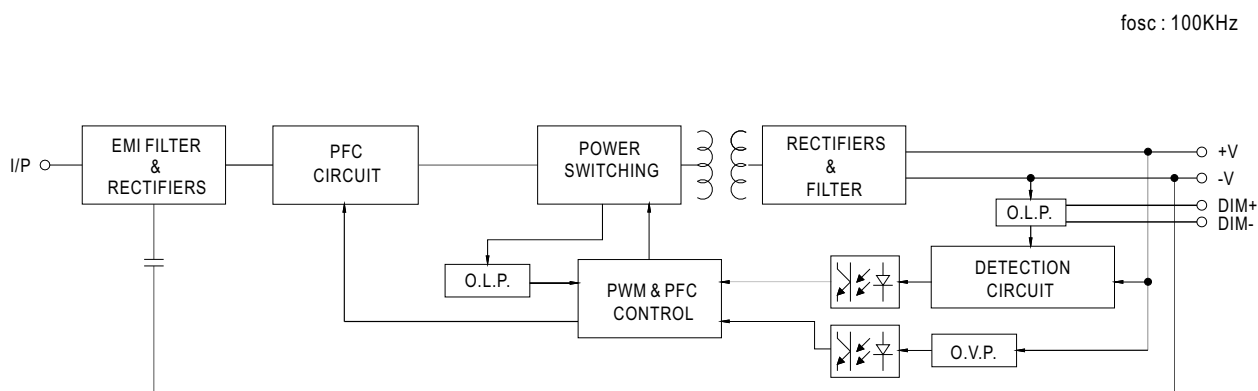 fosc : 100KHz
I/P
EMI FILTER
&
RECTIFIERS
PFC
CIRCUIT
POWER
SWITCHING
RECTIFIERS
&
FILTER
+V
-V
DIM+
DIM-
O.L.P.
O.L.P.
PWM & PFC
CONTROL
DETECTION
CIRCUIT
O.V.P.